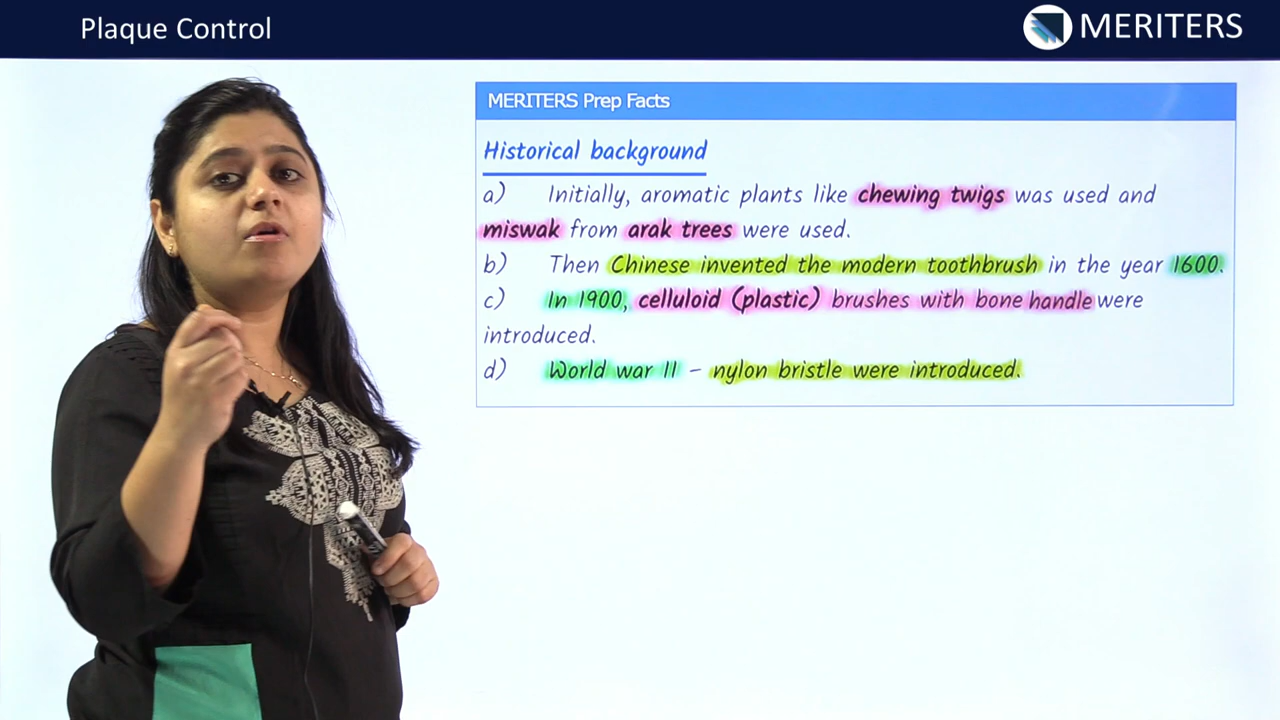 Plaque Control
MERITERS
MERITERS Prep Facts
Historical background
a) Initially, aromatic plants like chewing twigs was used and
miswak from arak trees were used.
b) Then Chinese invented the modern toothbrush in the year 1600.
c) In 1900, celluloid (plastic) brushes with bone handle were
introduced.
d) World war II – nylon bristle were introduced.